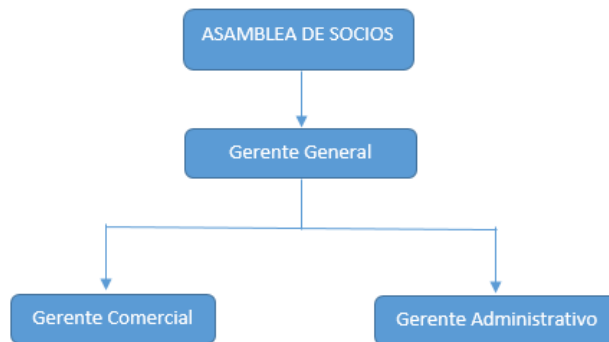 ASAMBLEA DE SOCIOS
Gerente General
Gerente Comercial
Gerente Administrativo